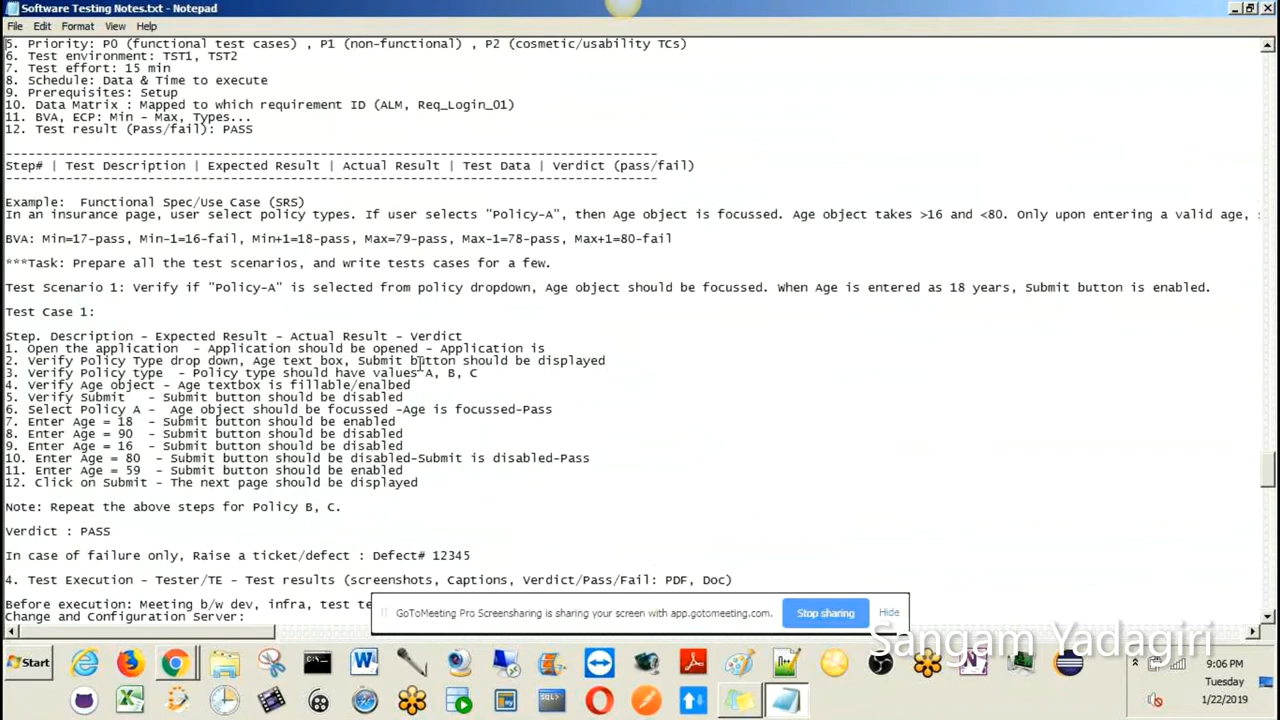 Software Testing Notes.txt - Notepad
File Edit Format View Help
5. Priority: P0 (functional test cases) , P1 (non-functional) , P2 (cosmetic/usability TCs)
6. Test environment: TST1, TST2
7. Test effort: 15 min
8. Schedule: Data & Time to execute
9. Prerequisites: Setup
10. Data Matrix : Mapped to which requirement ID (ALM, Req_Login_01)
11. BVA, ECP: Min - Max, Types...
12. Test result (Pass/fail): PASS
Step# | Test Description | Expected Result | Actual Result | Test Data | Verdict (pass/fail)
Example: Functional Spec/Use Case (SRS)
In an insurance page, user select policy types. If user selects "Policy-A", then Age object is focussed. Age object takes >16 and <80. Only upon entering a valid age,
BVA: Min=17-pass, Min-1=16-fail, Min+1=18-pass, Max=79-pass, Max-1=78-pass, Max+1=80-fail
***Task: Prepare all the test scenarios, and write tests cases for a few.
Test Scenario 1: Verify if "Policy-A" is selected from policy dropdown, Age object should be focussed. When Age is entered as 18 years, Submit button is enabled.
Test Case 1:
Step. Description - Expected Result - Actual Result - Verdict
1. Open the application - Application should be opened - Application is
2. Verify Policy Type drop down, Age text box, Submit button should be displayed
3. Verify Policy type - Policy type should have values A, B, C
4. Verify Age object - Age textbox is fillable/enalbed
5. Verify Submit - Submit button should be disabled
6. Select Policy A - Age object should be focussed -Age is focussed-Pass
7. Enter Age = 18 - Submit button should be enabled
8. Enter Age = 90 - Submit button should be disabled
9. Enter Age = 16 - Submit button should be disabled
10. Enter Age = 80 - Submit button should be disabled-Submit is disabled-Pass
11. Enter Age = 59 - Submit button should be enabled
12. Click on Submit - The next page should be displayed
Note: Repeat the above steps for Policy B, C.
Verdict : PASS
In case of failure only, Raise a ticket/defect : Defect# 12345
4. Test Execution - Tester/TE - Test results (screenshots, Captions, Verdict/Pass/Fail: PDF, Doc)
Before execution: Meeting b/w dev, infra, test
Change and Configuration Server:
GoToMeeting Pro Screensharing is sharing your screen with app.gotomeeting.com. Stop sharing Hide
Sangam Yadagiri
Start
9:06 PM
Tuesday
1/22/2019